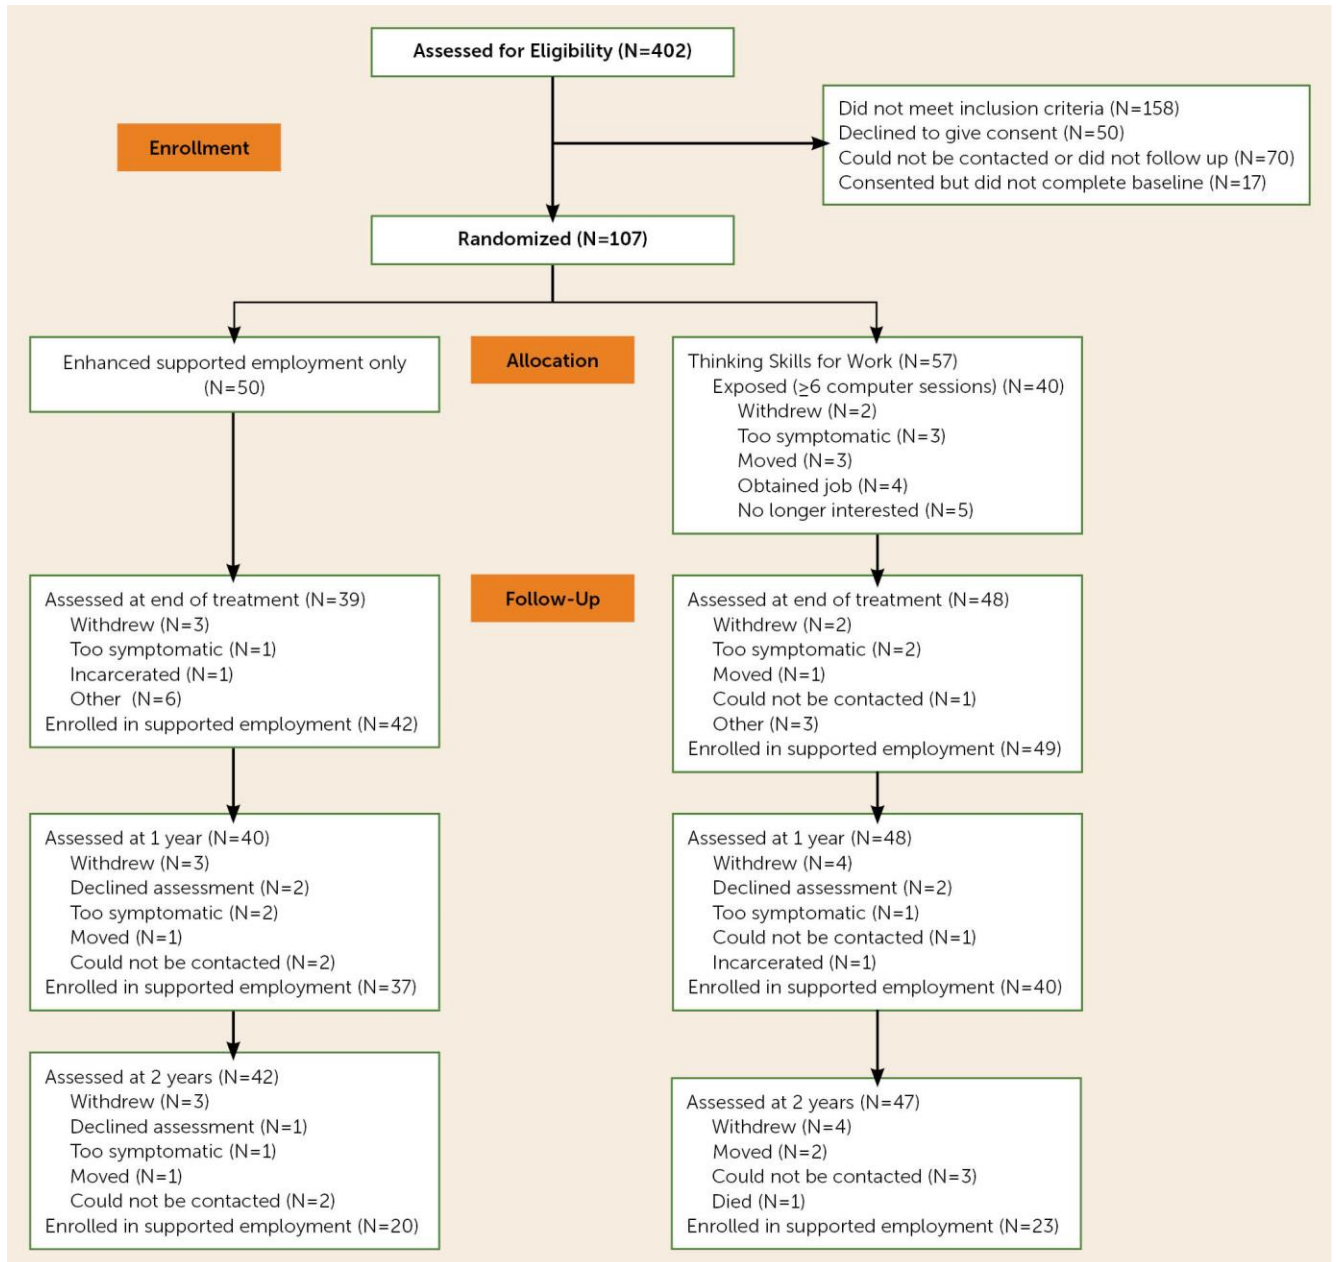 Assessed for Eligibility (N=402)
Did not meet inclusion criteria (N=158)
Declined to give consent (N=50)
Could not be contacted or did not follow up (N=70)
Consented but did not complete baseline (N=17)
Enrollment
Randomized (N=107)
Enhanced supported employment only
(N=50)
Allocation
Thinking Skills for Work (N=57)
Exposed (≥6 computer sessions) (N=40)
Withdrew (N=2)
Too symptomatic (N=3)
Moved (N=3)
Obtained job (N=4)
No longer interested (N=5)
Follow-Up
Assessed at end of treatment (N=39)
Withdrew (N=3)
Too symptomatic (N=1)
Incarcerated (N=1)
Other (N=6)
Enrolled in supported employment (N=42)
Assessed at end of treatment (N=48)
Withdrew (N=2)
Too symptomatic (N=2)
Moved (N=1)
Could not be contacted (N=1)
Other (N=3)
Enrolled in supported employment (N=49)
Assessed at 1 year (N=40)
Withdrew (N=3)
Declined assessment (N=2)
Too symptomatic (N=2)
Moved (N=1)
Could not be contacted (N=2)
Enrolled in supported employment (N=37)
Assessed at 1 year (N=48)
Withdrew (N=4)
Declined assessment (N=2)
Too symptomatic (N=1)
Could not be contacted (N=1)
Incarcerated (N=1)
Enrolled in supported employment (N=40)
Assessed at 2 years (N=42)
Withdrew (N=3)
Declined assessment (N=1)
Too symptomatic (N=1)
Moved (N=1)
Could not be contacted (N=2)
Enrolled in supported employment (N=20)
Assessed at 2 years (N=47)
Withdrew (N=4)
Moved (N=2)
Could not be contacted (N=3)
Died (N=1)
Enrolled in supported employment (N=23)